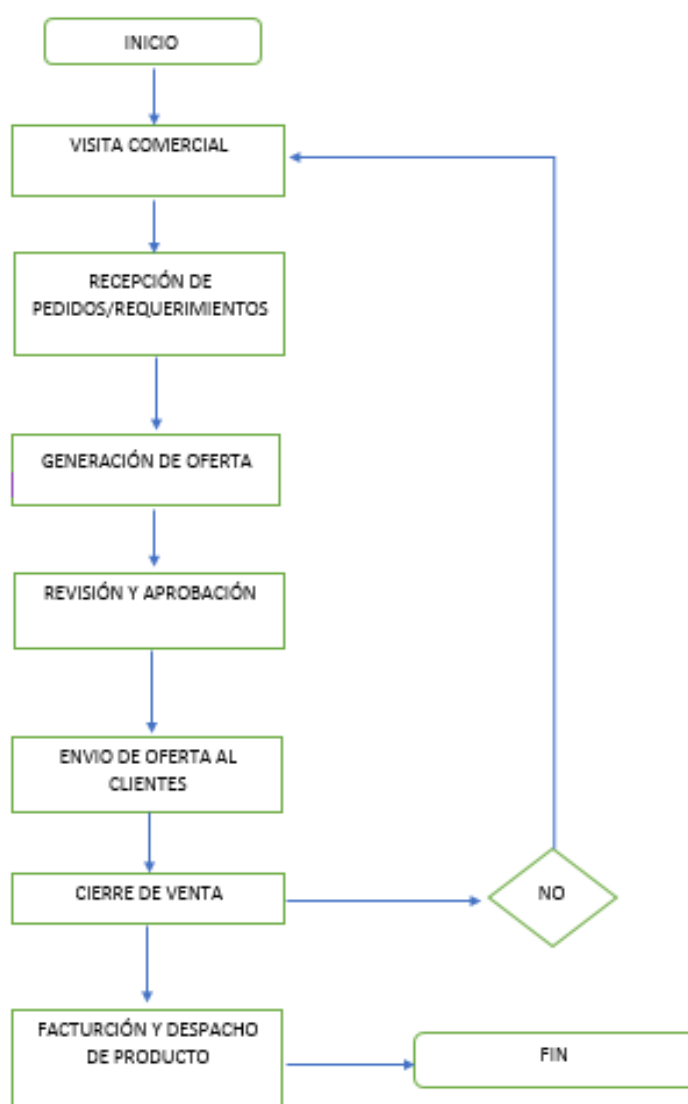 INICIO
VISITA COMERCIAL
RECEPCIÓN DE
PEDIDOS/REQUERIMIENTOS
GENERACIÓN DE OFERTA
REVISIÓN Y APROBACIÓN
ENVIO DE OFERTA AL
CLIENTES
CIERRE DE VENTA
NO
FACTURCIÓN Y DESPACHO
DE PRODUCTO
FIN